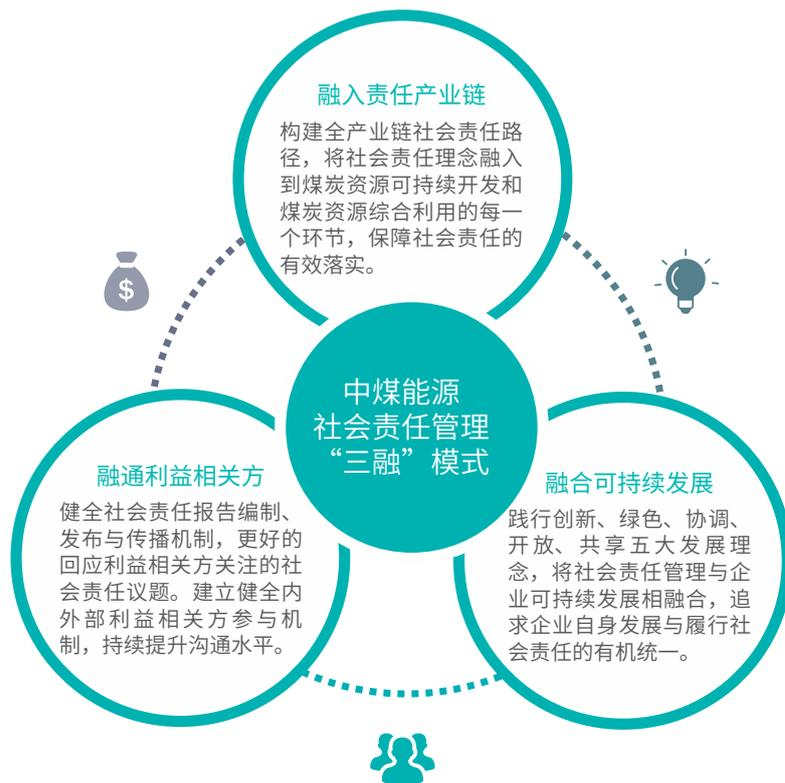 融入责任产业链
构建全产业链社会责任路
径，将社会责任理念融入
到煤炭资源可持续开发和
煤炭资源综合利用的每一
个环节，保障社会责任的
有效落实。
$
中煤能源
社会责任管理
“三融”模式
融通利益相关方
健全社会责任报告编制、
发布与传播机制，更好的
回应利益相关方关注的社
会责任议题。建立健全内
外部利益相关方参与机
制，持续提升沟通水平。
融合可持续发展
践行创新、绿色、协调、
开放、共享五大发展理
念，将社会责任管理与企
业可持续发展相融合，追
求企业自身发展与履行社
会责任的有机统一。